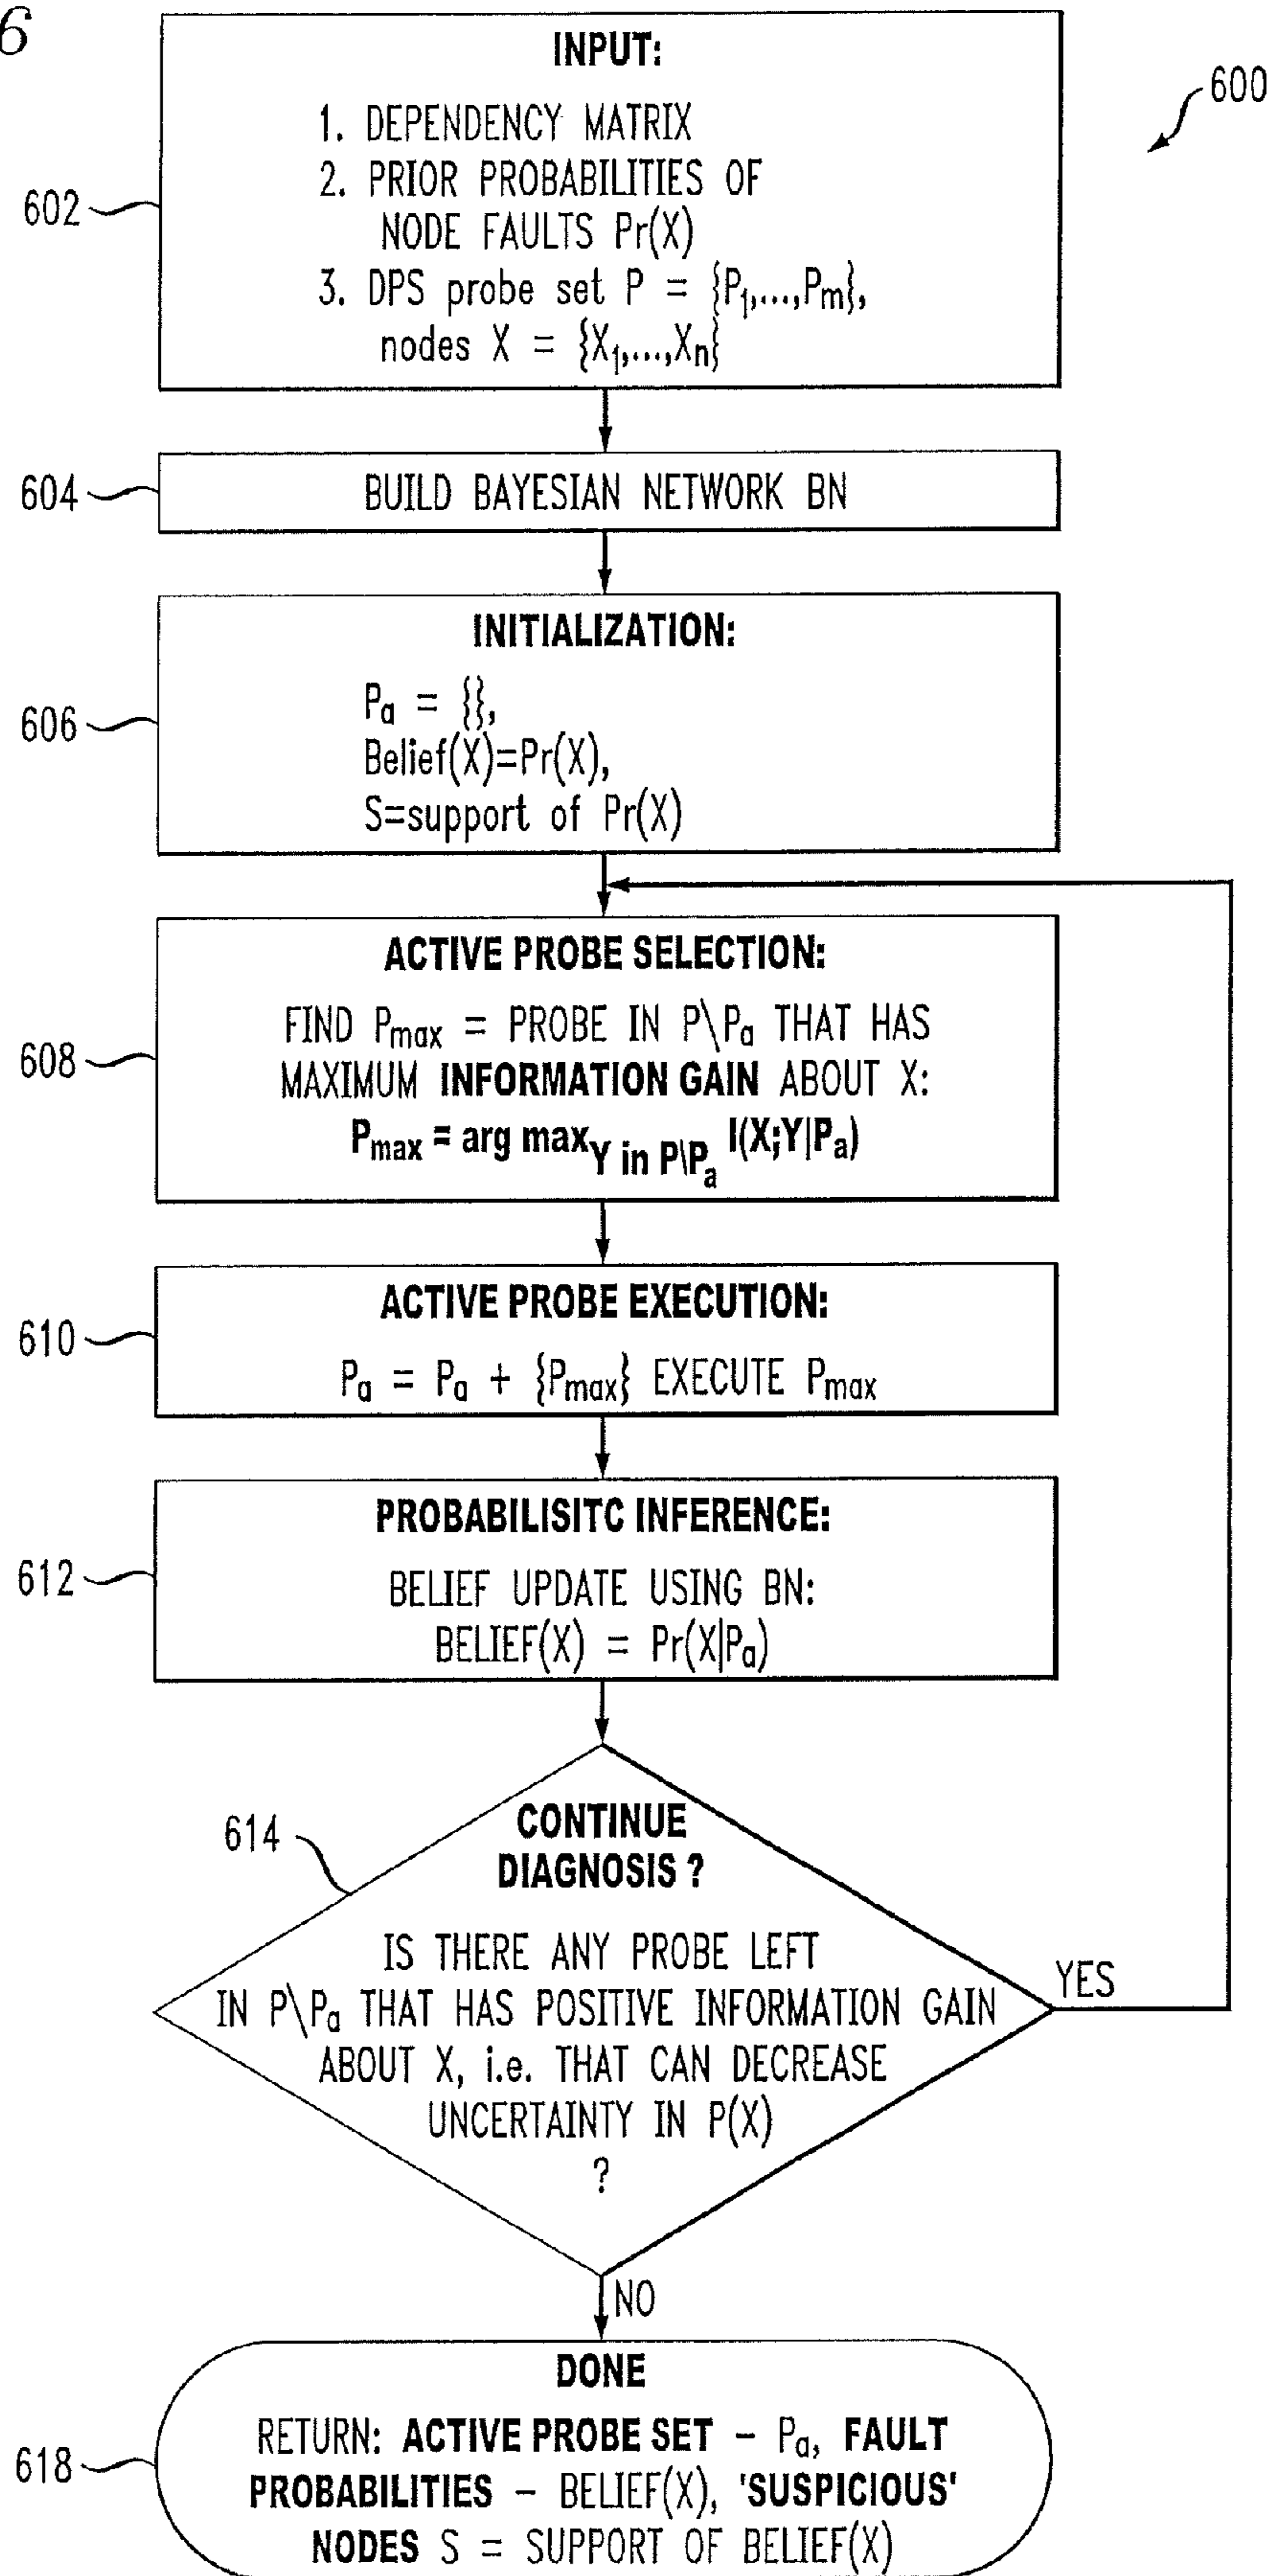 6
600
INPUT:
1. DEPENDENCY MATRIX
2. PRIOR PROBABILITIES OF
NODE FAULTS Pr(X)
3. DPS probe set P = {P1,...,Pm},
nodes X = {X1,...,Xn}
602
604
BUILD BAYESIAN NETWORK BN
INITIALIZATION:
Pa = {},
Belief(X)=Pr(X),
S=support of Pr(X)
606
ACTIVE PROBE SELECTION:
FIND Pmax = PROBE IN P\Pa THAT HAS
MAXIMUM INFORMATION GAIN ABOUT X:
Pmax = arg max Y in P\Pa I(X;Y|Pa)
608
ACTIVE PROBE EXECUTION:
Pa = Pa + {Pmax} EXECUTE Pmax
610
PROBABILISITC INFERENCE:
BELIEF UPDATE USING BN:
BELIEF(X) = Pr(X|Pa)
612
614
CONTINUE
DIAGNOSIS ?
IS THERE ANY PROBE LEFT
IN P\Pa THAT HAS POSITIVE INFORMATION GAIN
ABOUT X, i.e. THAT CAN DECREASE
UNCERTAINTY IN P(X)
?
YES
NO
DONE
RETURN: ACTIVE PROBE SET – Pa, FAULT
PROBABILITIES – BELIEF(X), 'SUSPICIOUS'
NODES S = SUPPORT OF BELIEF(X)
618